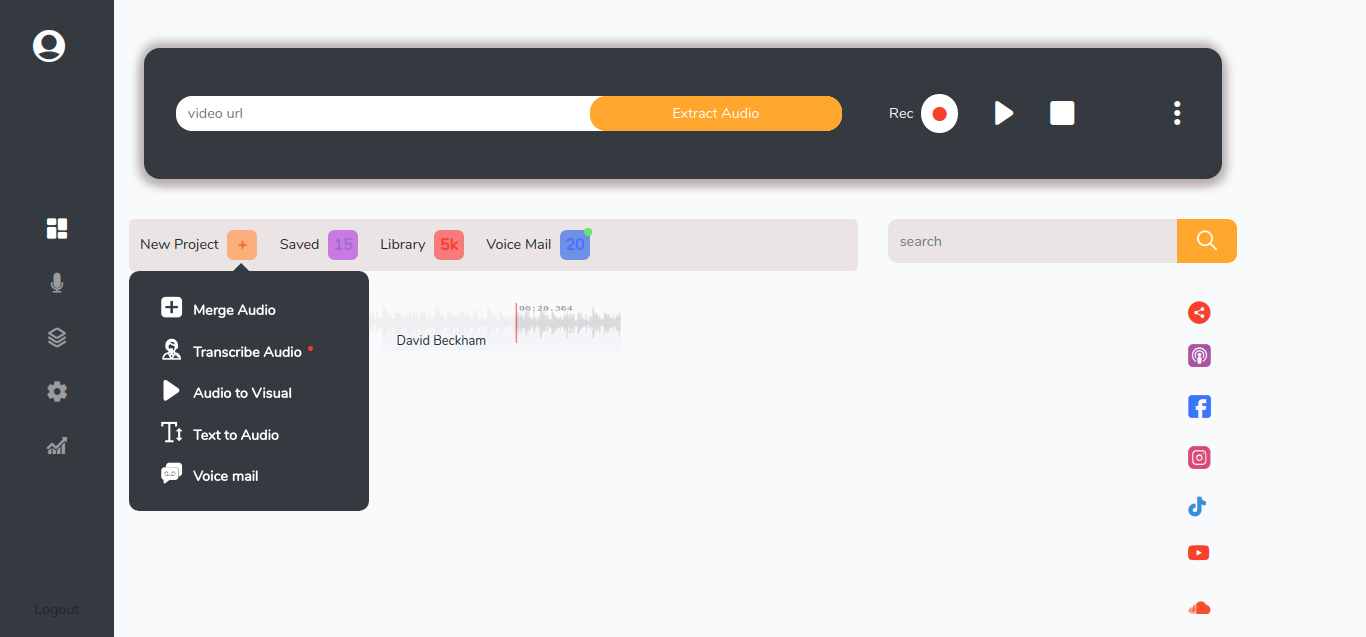 video url
Extract Audio
Rec
New Project + Saved 15 Library 5k Voice Mail 20
search
Merge Audio
Transcribe Audio
Audio to Visual
Text to Audio
Voice mail
00:20.364
David Beckham
Logout